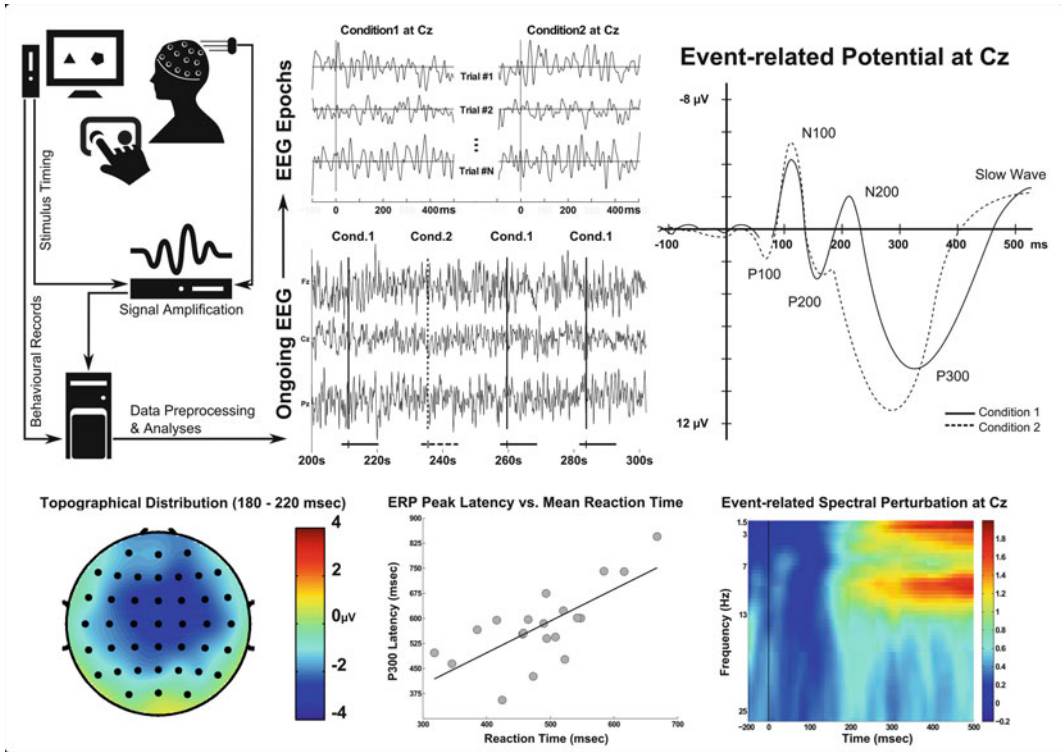 Stimulus Timing
Behavioural Records
Signal Amplification
Data Preprocessing
& Analyses
Ongoing EEG
EEG Epochs
Condition1 at Cz
Condition2 at Cz
Trial #1
Trial #2
Trial #N
0 200 400ms
0 200 400ms
Cond.1 Cond.2 Cond.1 Cond.1
Fz
Cz
Pz
200s 220s 240s 260s 280s 300s
Event-related Potential at Cz
-8 µV
N100
N200
Slow Wave
-100 100 200 300 400 500 ms
P100
P200
P300
12 µV
Condition 1
Condition 2
Topographical Distribution (180 - 220 msec)
4
2
0µV
-2
-4
ERP Peak Latency vs. Mean Reaction Time
P300 Latency (msec)
900
825
750
675
600
525
450
375
300 400 500 600 700
Reaction Time (msec)
Event-related Spectral Perturbation at Cz
Frequency (Hz)
1.5
3
7
13
25
-200 0 100 200 300 400 500
Time (msec)
1.8
1.6
1.4
1.2
1
0.8
0.6
0.4
0.2
0
-0.2